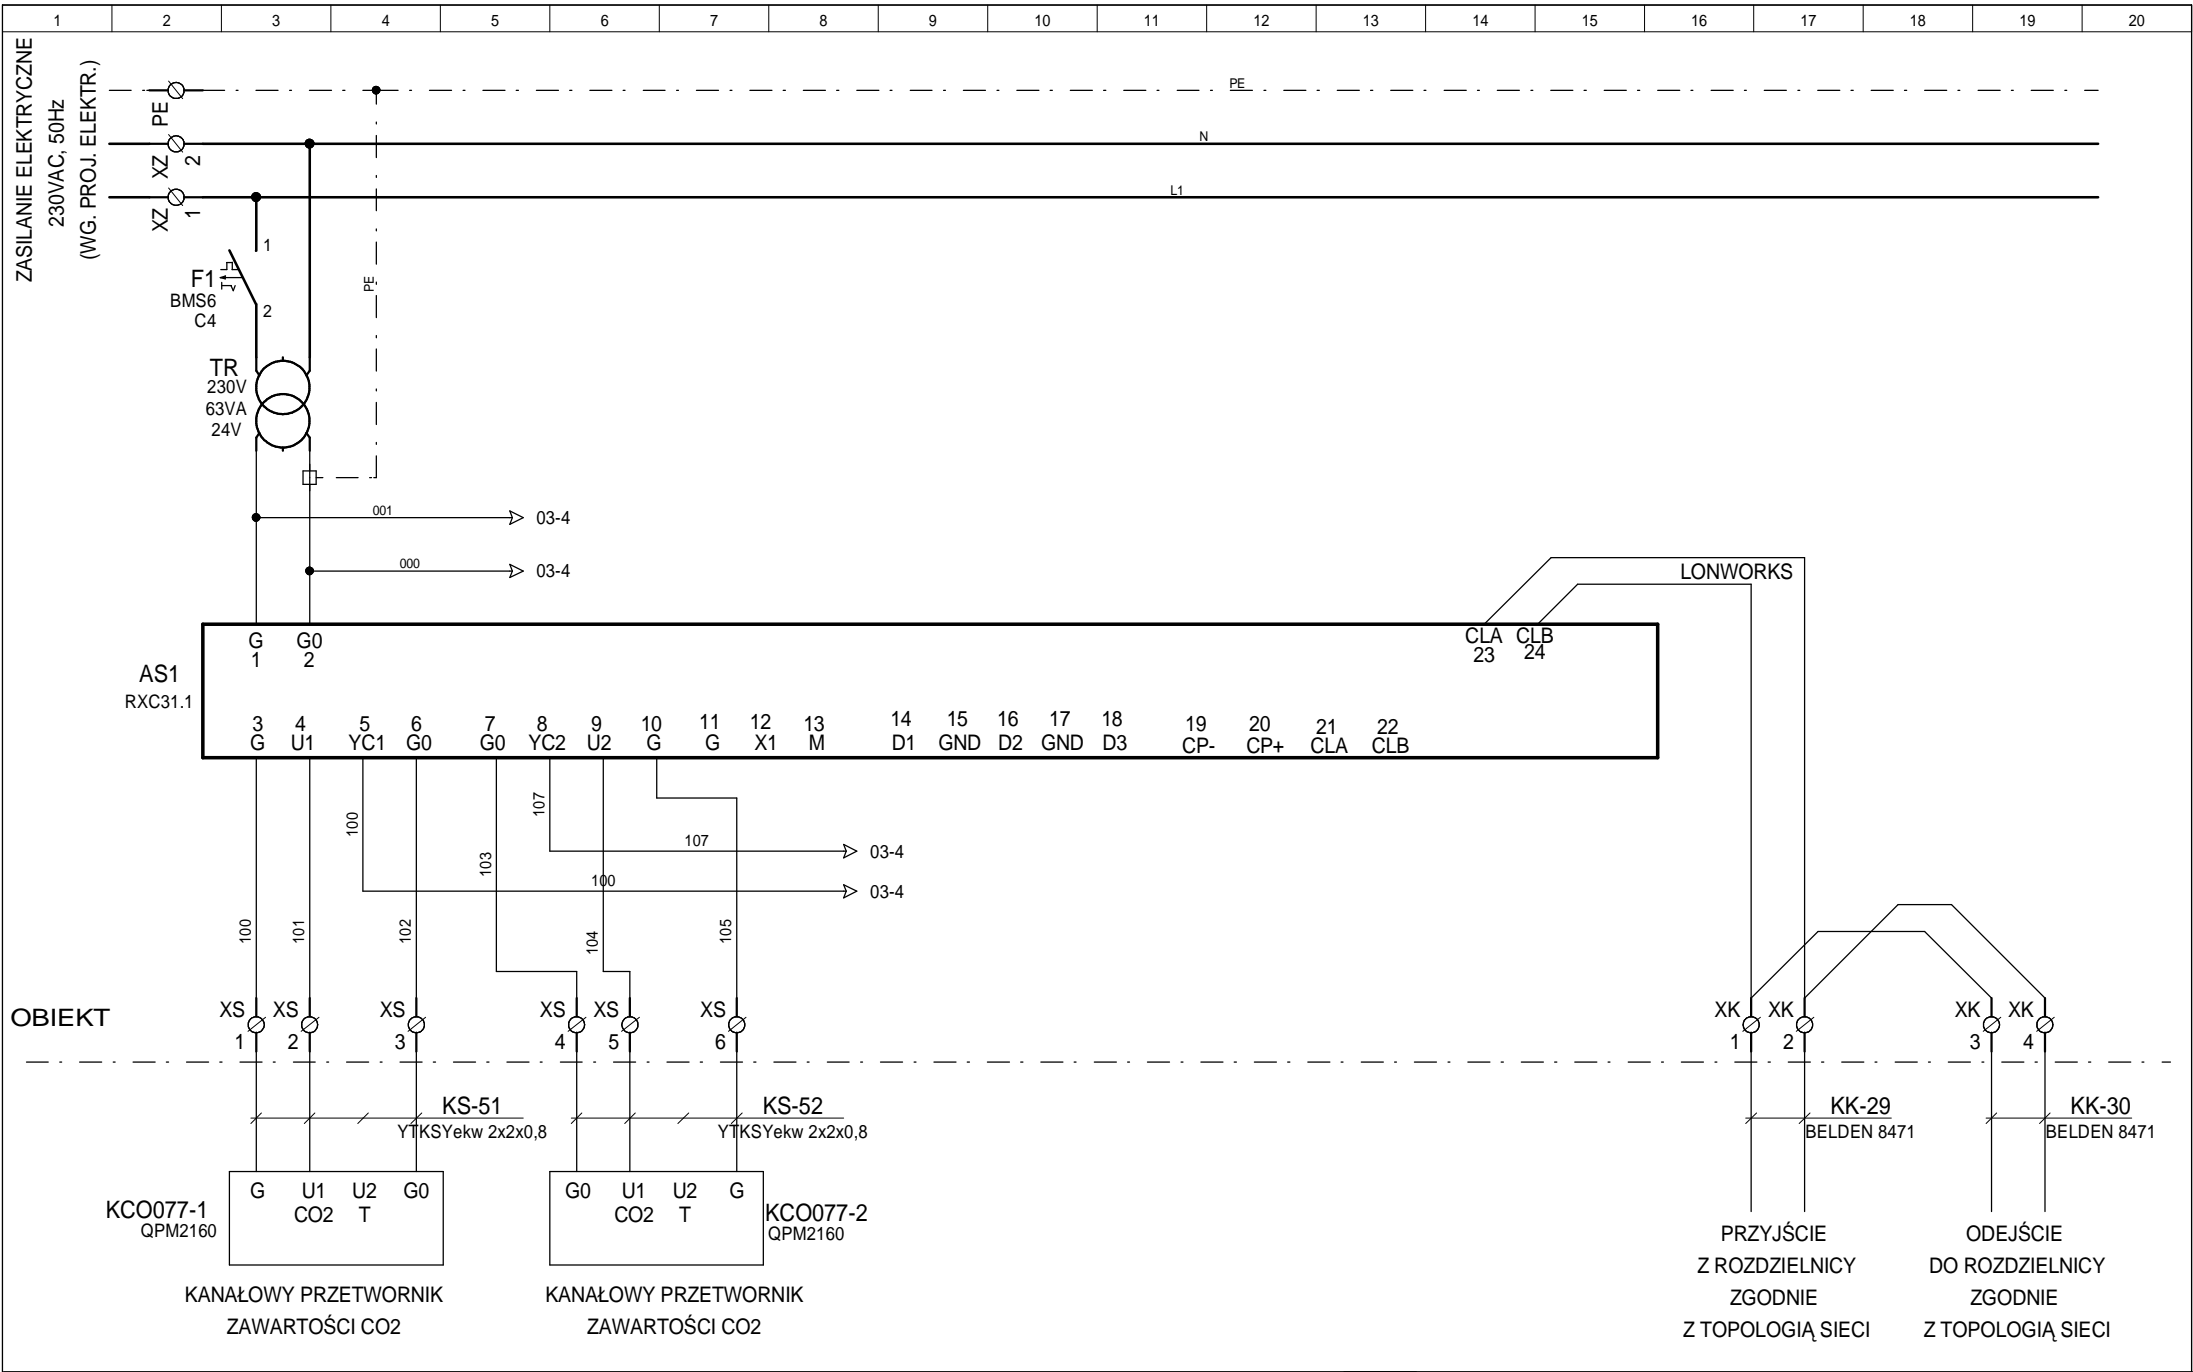 1 2 3 4 5 6 7 8 9 10 11 12 13 14 15 16 17 18 19 20
ZASILANIE ELEKTRYCZNE
230VAC, 50Hz
(WG. PROJ. ELEKTR.)
PE
PE
XZ 2
N
XZ 1
L1
1
F1
BMS6
C4
2
PE
TR
230V
63VA
24V
001 03-4
000 03-4
LONWORKS
AS1
RXC31.1
G G0 CLA CLB
1 2 23 24
3 4 5 6 7 8 9 10 11 12 13 14 15 16 17 18 19 20 21 22
G U1 YC1 G0 G0 YC2 U2 G G X1 M D1 GND D2 GND D3 CP- CP+ CLA CLB
100 103 107
107 03-4
100 03-4
100 101 102 104 105
OBIEKT
XS XS XS XS XS XS XK XK XK XK
1 2 3 4 5 6 1 2 3 4
KS-51 KS-52 KK-29 KK-30
YTKSYekw 2x2x0,8 YTKSYekw 2x2x0,8 BELDEN 8471 BELDEN 8471
KCO077-1
QPM2160
G U1 U2 G0
CO2 T
G0 U1 U2 G
CO2 T
KCO077-2
QPM2160
KANAŁOWY PRZETWORNIK
ZAWARTOŚCI CO2
KANAŁOWY PRZETWORNIK
ZAWARTOŚCI CO2
PRZYJŚCIE
Z ROZDZIELNICY
ZGODNIE
Z TOPOLOGIĄ SIECI
ODEJŚCIE
DO ROZDZIELNICY
ZGODNIE
Z TOPOLOGIĄ SIECI